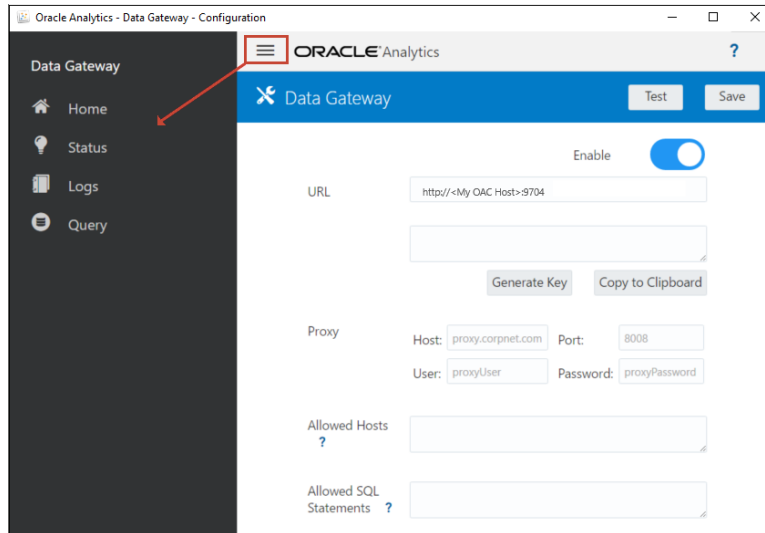 Oracle Analytics - Data Gateway - Configuration
Data Gateway
Home
Status
Logs
Query
ORACLE Analytics
?
Data Gateway
Test
Save
Enable
URL
http://<My OAC Host>:9704
Generate Key
Copy to Clipboard
Proxy
Host: proxy.corpnet.com Port: 8008
User: proxyUser Password: proxyPassword
Allowed Hosts
?
Allowed SQL
Statements ?